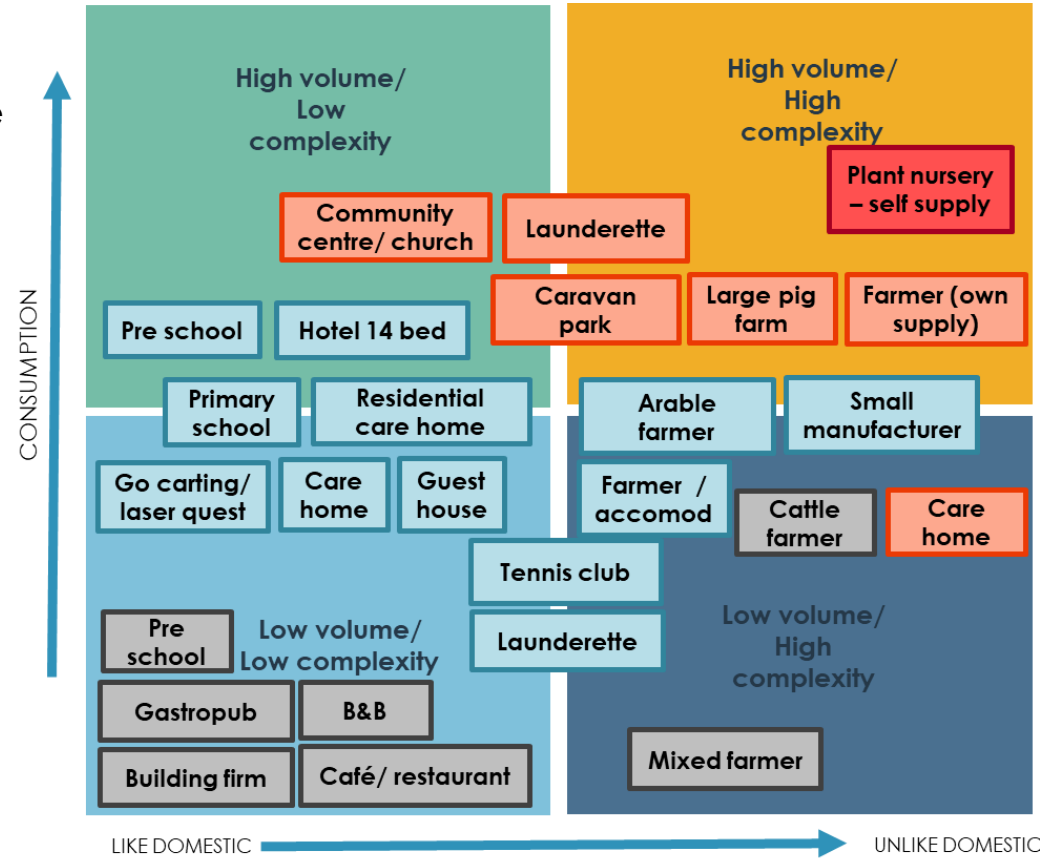 High volume/
Low
complexity
High volume/
High
complexity
e
Plant nursery
– self supply
Community
centre/ church
Launderette
Caravan
park
Large pig
farm
Farmer (own
supply)
Pre school
Hotel 14 bed
CONSUMPTION
Primary
school
Residential
care home
Arable
farmer
Small
manufacturer
Go carting/
laser quest
Care
home
Guest
house
Farmer /
accomod
Cattle
farmer
Care
home
Tennis club
Launderette
Pre
school
Low volume/
Low complexity
Low volume/
High
complexity
Gastropub
B&B
Building firm
Café/ restaurant
Mixed farmer
LIKE DOMESTIC
UNLIKE DOMESTIC